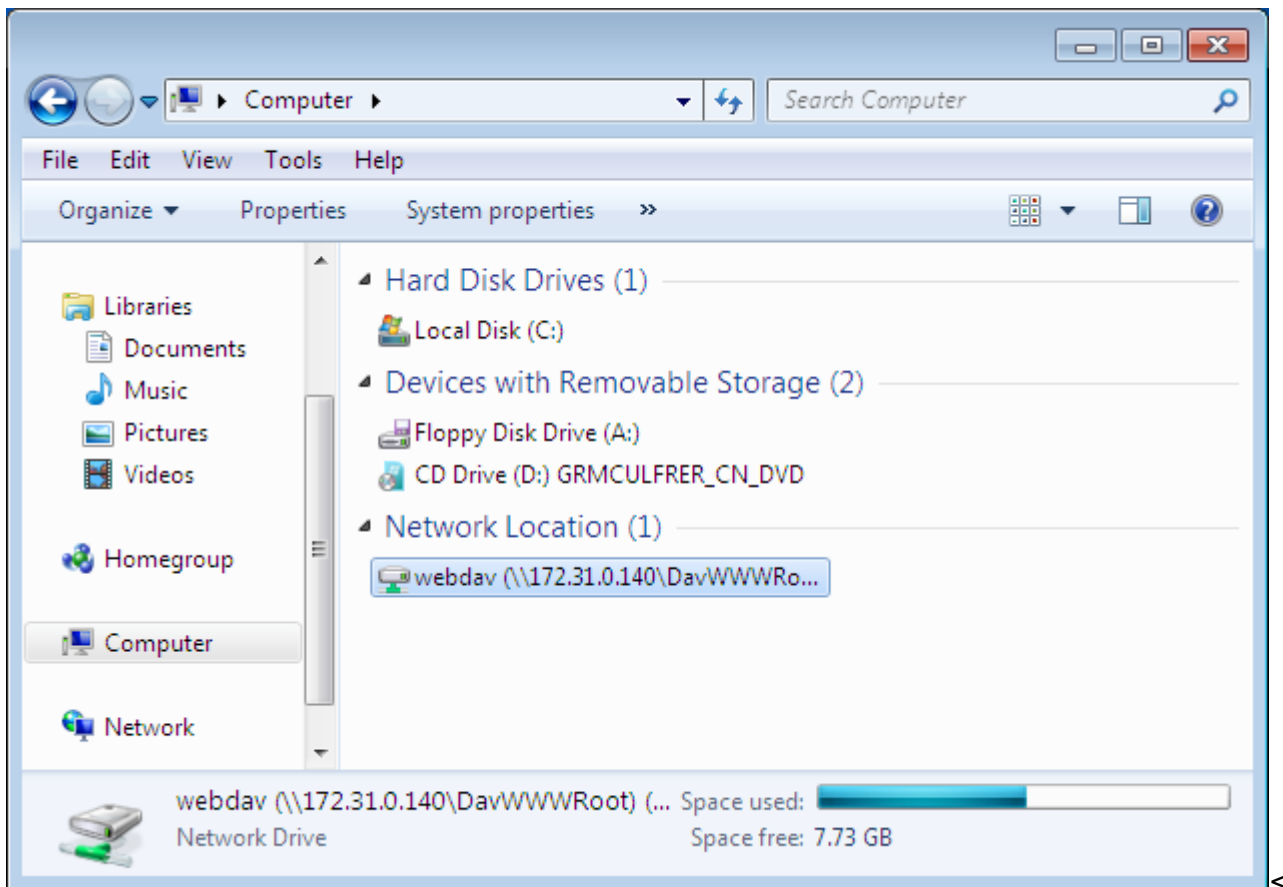 Computer
Search Computer
File Edit View Tools Help
Organize Properties System properties »
Libraries
Documents
Music
Pictures
Videos
Homegroup
Computer
Network
Hard Disk Drives (1)
Local Disk (C:)
Devices with Removable Storage (2)
Floppy Disk Drive (A:)
CD Drive (D:) GRMCULFRER_CN_DVD
Network Location (1)
webdav (\\172.31.0.140\DavWWWRo...
webdav (\\172.31.0.140\DavWWWRoot) (... Space used:
Network Drive Space free: 7.73 GB
<